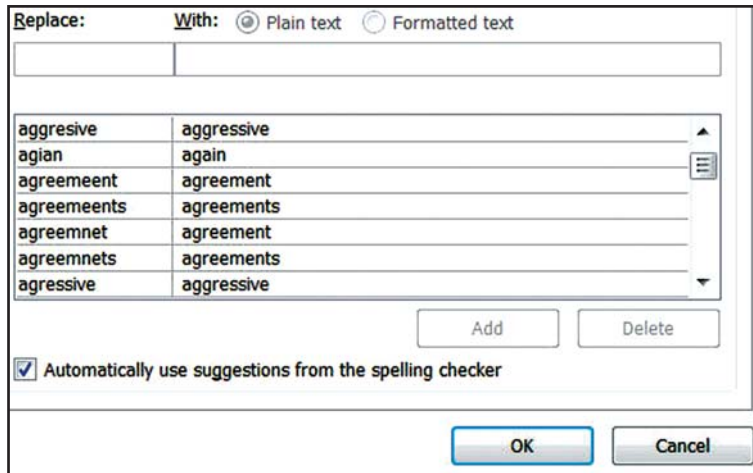 Replace: With: Plain text Formatted text
aggresive aggressive
agian again
agreemeent agreement
agreemeents agreements
agreemnet agreement
agreemnets agreements
agressive aggressive
Add Delete
Automatically use suggestions from the spelling checker
OK Cancel